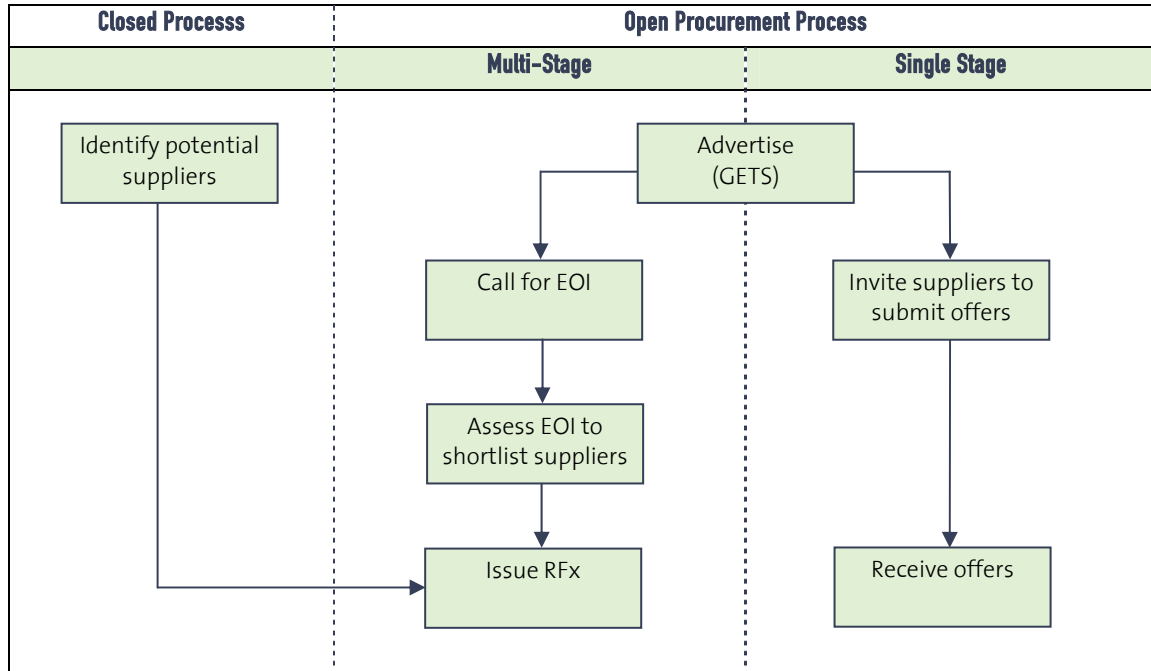 Closed Processs
Open Procurement Process
Multi-Stage
Single Stage
Identify potential
suppliers
Advertise
(GETS)
Call for EOI
Invite suppliers to
submit offers
Assess EOI to
shortlist suppliers
Issue RFx
Receive offers